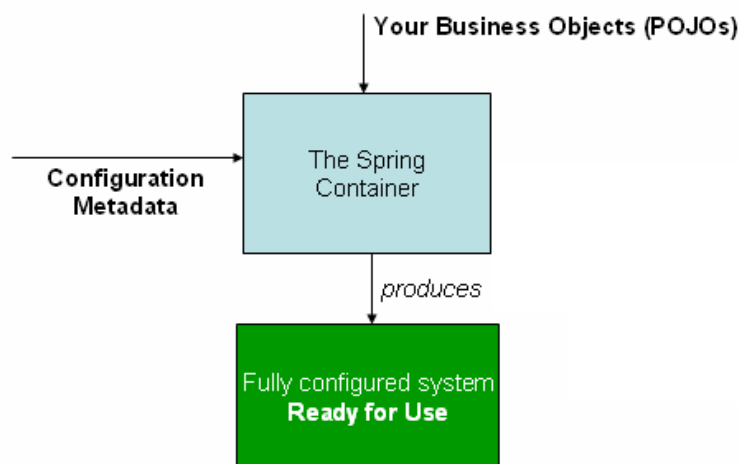 Your Business Objects (POJOs)
The Spring
Container
Configuration
Metadata
produces
Fully configured system
Ready for Use